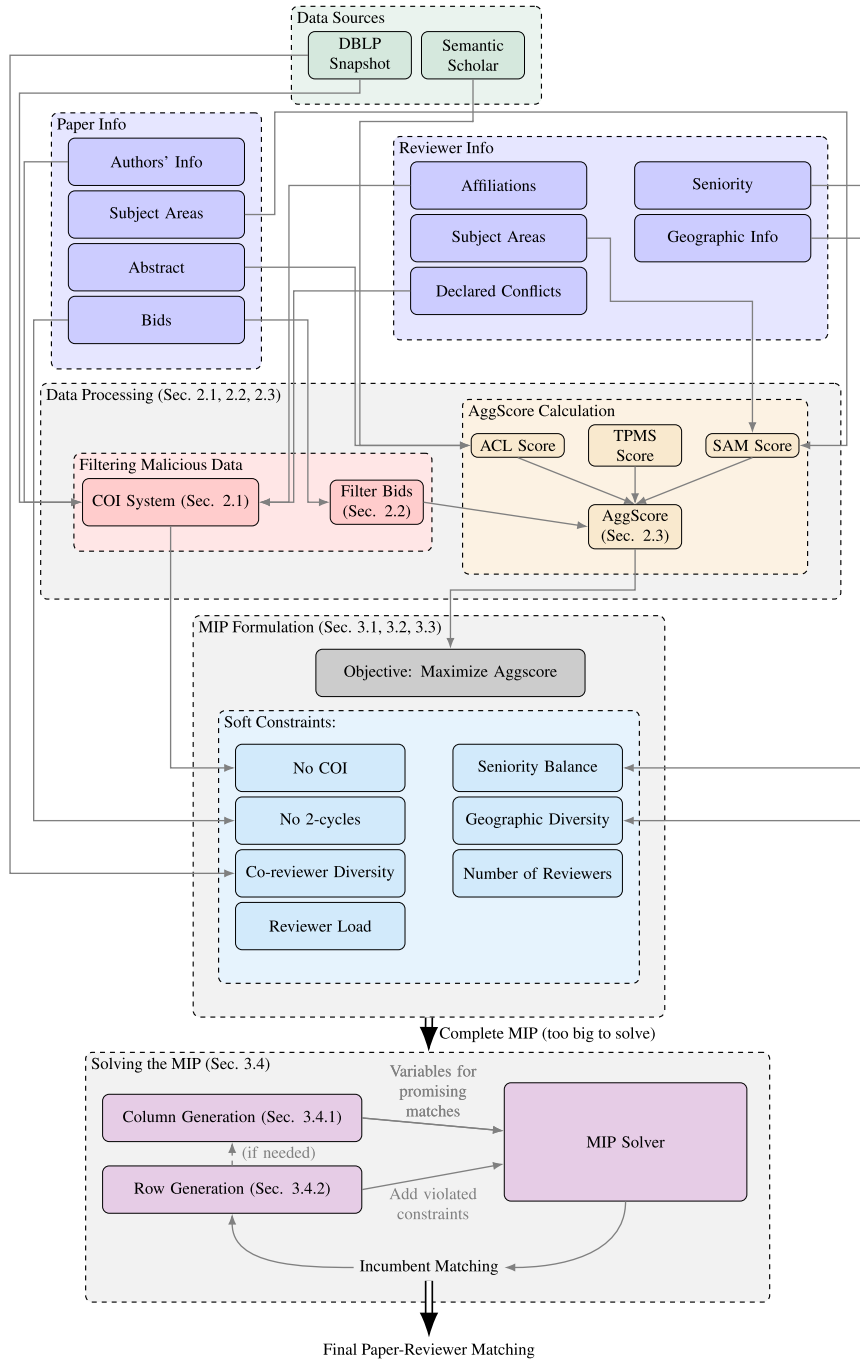 Data Sources
DBLP
Snapshot
Semantic
Scholar
Paper Info
Authors’ Info
Subject Areas
Abstract
Bids
Reviewer Info
Affiliations
Seniority
Subject Areas
Geographic Info
Declared Conflicts
Data Processing (Sec. 2.1, 2.2, 2.3)
AggScore Calculation
ACL Score
TPMS
Score
SAM Score
Filtering Malicious Data
COI System (Sec. 2.1)
Filter Bids
(Sec. 2.2)
AggScore
(Sec. 2.3)
MIP Formulation (Sec. 3.1, 3.2, 3.3)
Objective: Maximize Aggscore
Soft Constraints:
No COI
Seniority Balance
No 2-cycles
Geographic Diversity
Co-reviewer Diversity
Number of Reviewers
Reviewer Load
Complete MIP (too big to solve)
Solving the MIP (Sec. 3.4)
Variables for
promising
matches
Column Generation (Sec. 3.4.1)
MIP Solver
(if needed)
Row Generation (Sec. 3.4.2)
Add violated
constraints
Incumbent Matching
Final Paper-Reviewer Matching